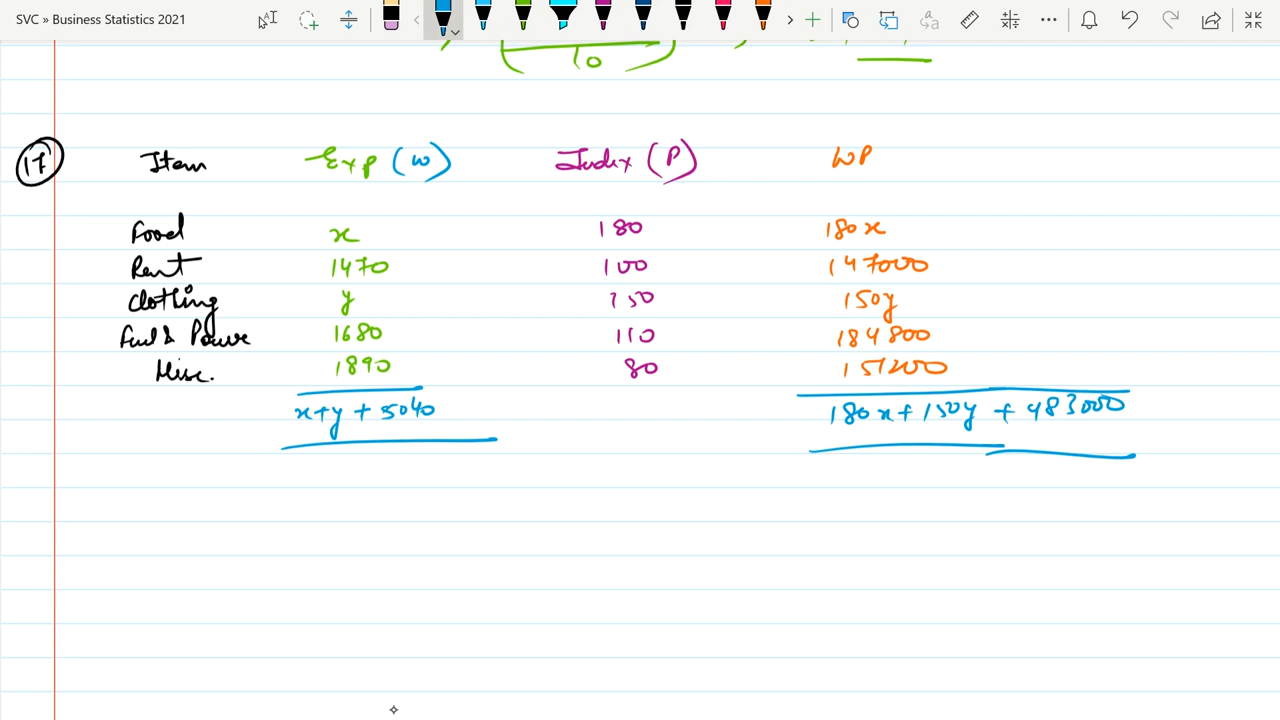 SVC » Business Statistics 2021
10
17 Item Exp (W) Index (P) WP
Food x 180 180x
Rent 1470 100 147000
Clothing y 150 150y
Fuel & Power 1680 110 184800
Misc. 1890 80 151200
x+y+5040 180x+150y+483000